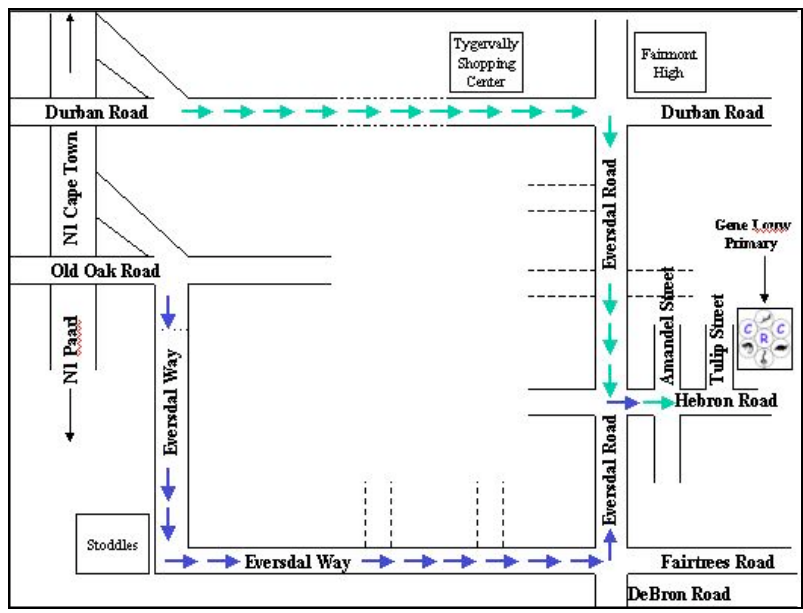 Tygervally
Shopping
Center
Fairmont
High
Durban Road
Durban Road
N1 Cape Town
Eversdal Road
Gene Louw
Primary
Old Oak Road
Amandel Street
Tulip Street
C
C
R
N1 Paarl
Eversdal Way
Hebron Road
Eversdal Road
Stoddles
Eversdal Way
Fairtrees Road
DeBron Road